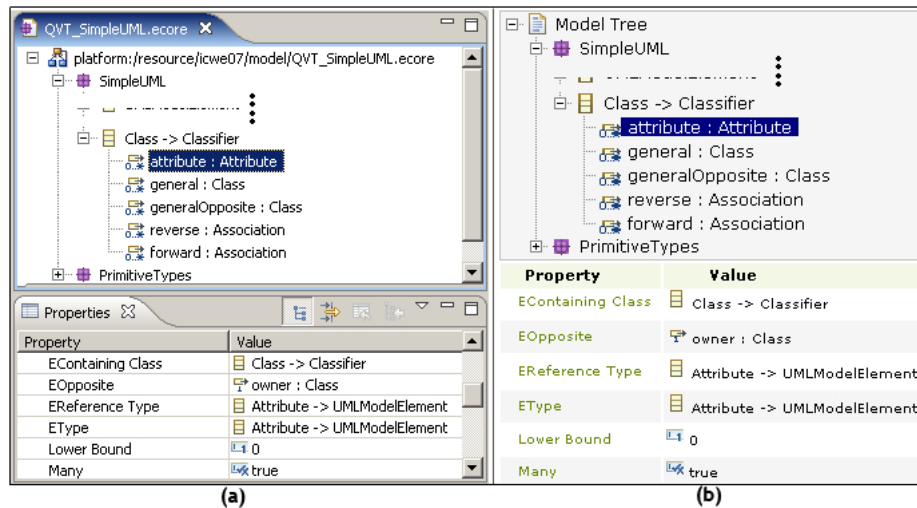 QVT_SimpleUML.ecore
platform:/resource/icwe07/model/QVT_SimpleUML.ecore
SimpleUML
Class -> Classifier
attribute : Attribute
general : Class
generalOpposite : Class
reverse : Association
forward : Association
PrimitiveTypes
Properties
Property Value
EContaining Class Class -> Classifier
EOpposite owner : Class
EReference Type Attribute -> UMLModelElement
EType Attribute -> UMLModelElement
Lower Bound 0
Many true
(a)
Model Tree
SimpleUML
Class -> Classifier
attribute : Attribute
general : Class
generalOpposite : Class
reverse : Association
forward : Association
PrimitiveTypes
Property Value
EContaining Class Class -> Classifier
EOpposite owner : Class
EReference Type Attribute -> UMLModelElement
EType Attribute -> UMLModelElement
Lower Bound 0
Many true
(b)